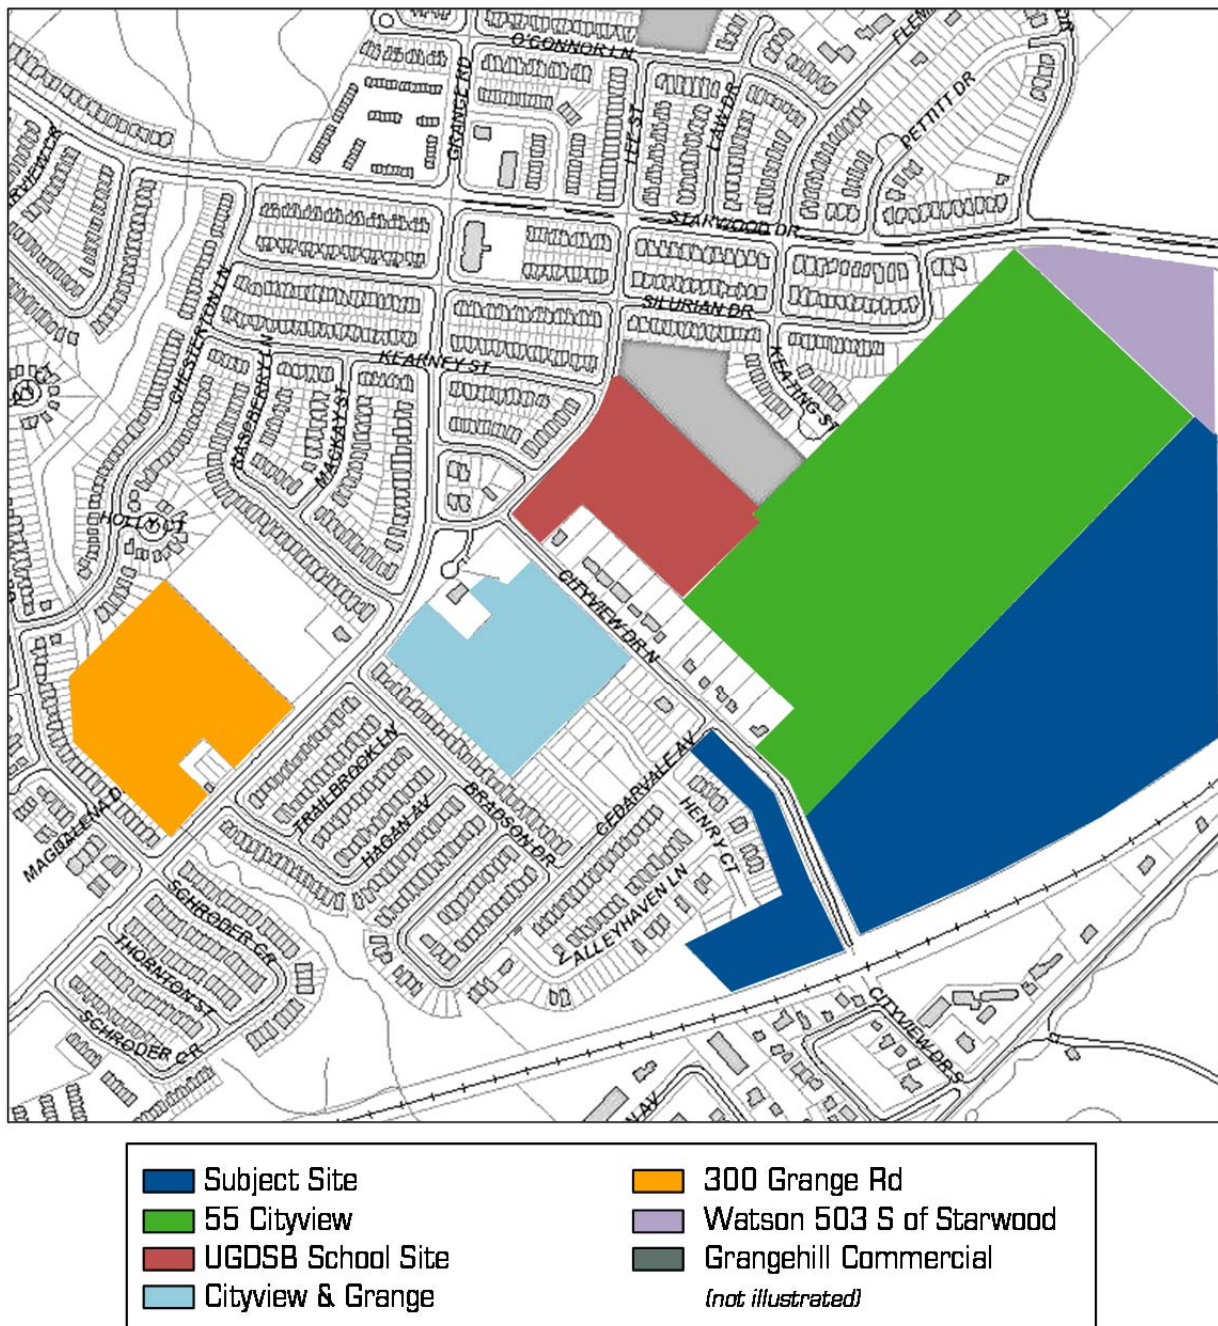 O'CONNOR LN
GRANGE RD
LEE ST
LAW DR
PETTITT DR
DR
STARWOOD DR
CHESTERTON LN
SILURIAN DR
KEARNEY ST
KEATING ST
RASBERRY LN
MACKAY ST
HOLLY CT
CITYVIEW DR N
TRAILBROOK LN
HAGAN AV
BRADSON DR
CEDARVALE AV
HENRY CT
MAGDALENA D
ALLEYHAVEN LN
SCHRODER CR
THORNTON ST
SCHRODER CR
CITYVIEW DR S
N AV
Subject Site
55 Cityview
UGDSB School Site
Cityview & Grange
300 Grange Rd
Watson 503 S of Starwood
Grangehill Commercial
(not illustrated)